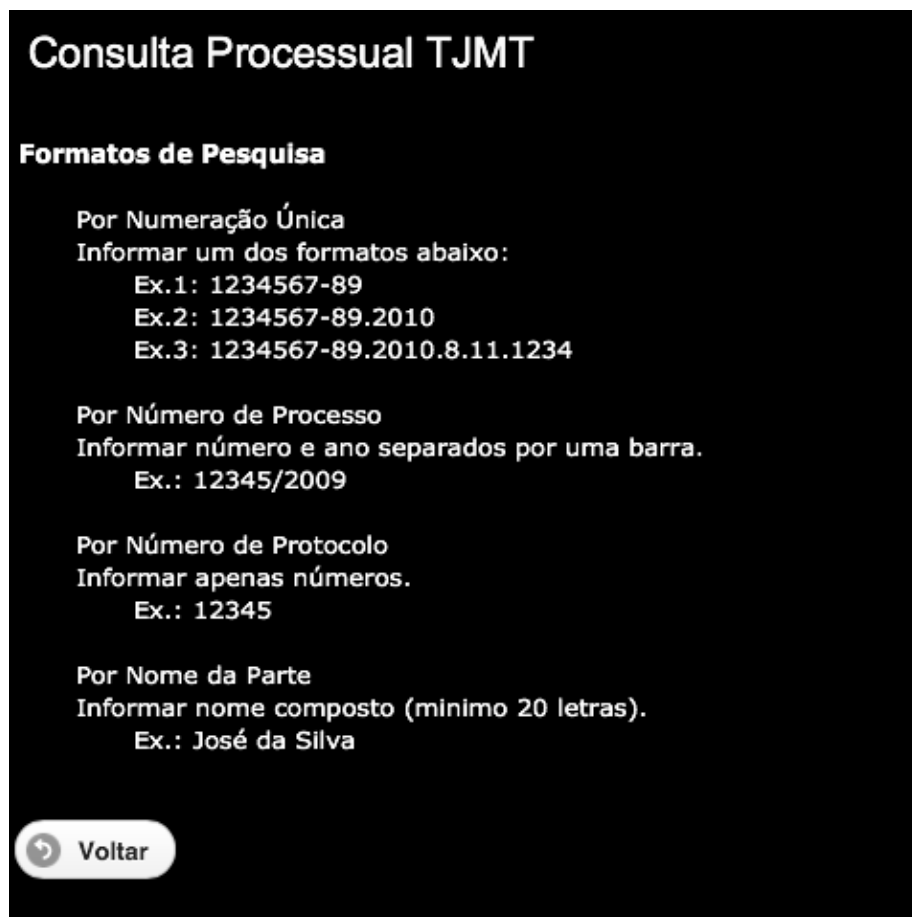 Consulta Processual TJMT
Formatos de Pesquisa
Por Numeração Única
Informar um dos formatos abaixo:
Ex.1: 1234567-89
Ex.2: 1234567-89.2010
Ex.3: 1234567-89.2010.8.11.1234
Por Número de Processo
Informar número e ano separados por uma barra.
Ex.: 12345/2009
Por Número de Protocolo
Informar apenas números.
Ex.: 12345
Por Nome da Parte
Informar nome composto (minimo 20 letras).
Ex.: José da Silva
Voltar